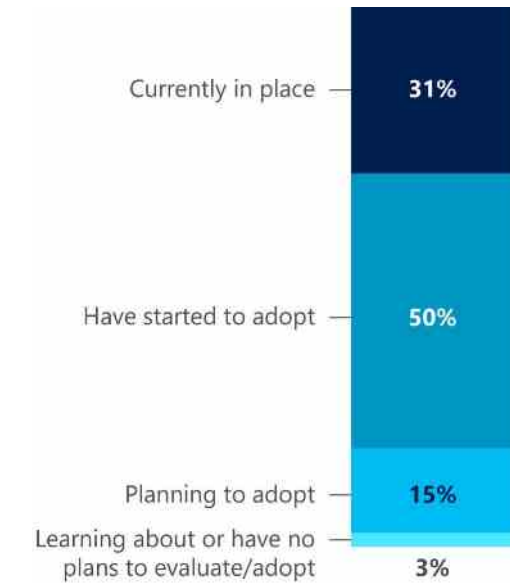 Currently in place
31%
Have started to adopt
50%
Planning to adopt
15%
Learning about or have no
plans to evaluate/adopt
3%